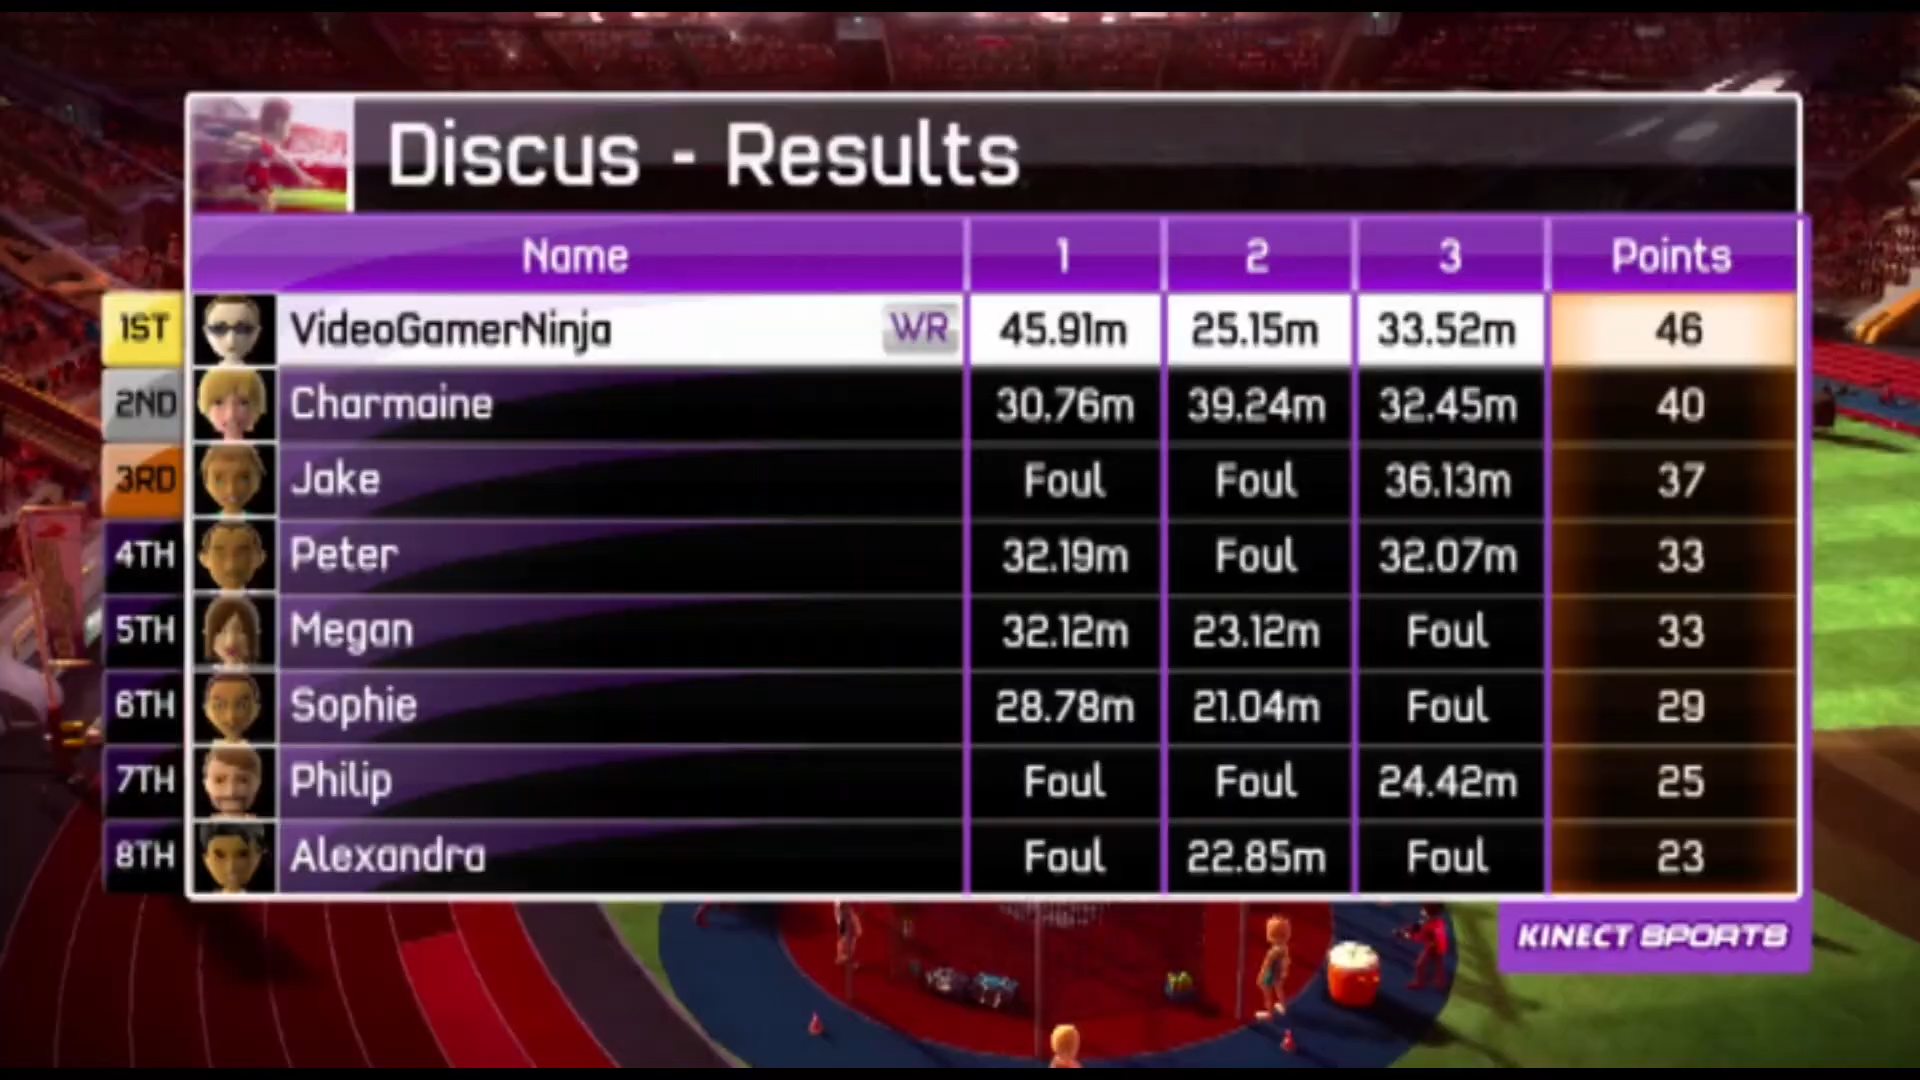 Discus - Results
Name 1 2 3 Points
1ST VideoGamerNinja WR 45.91m 25.15m 33.52m 46
2ND Charmaine 30.76m 39.24m 32.45m 40
3RD Jake Foul Foul 36.13m 37
4TH Peter 32.19m Foul 32.07m 33
5TH Megan 32.12m 23.12m Foul 33
6TH Sophie 28.78m 21.04m Foul 29
7TH Philip Foul Foul 24.42m 25
8TH Alexandra Foul 22.85m Foul 23
KINECT SPORTS